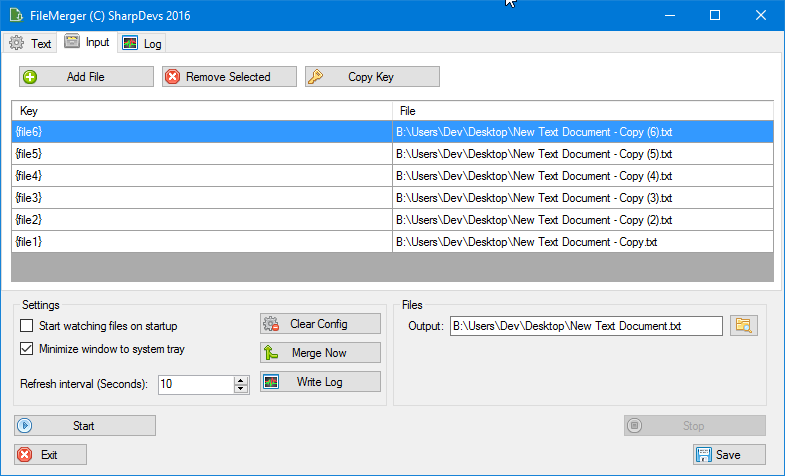 FileMerger (C) SharpDevs 2016
Text Input Log
Add File Remove Selected Copy Key
Key File
{file6} B:\Users\Dev\Desktop\New Text Document - Copy (6).txt
{file5} B:\Users\Dev\Desktop\New Text Document - Copy (5).txt
{file4} B:\Users\Dev\Desktop\New Text Document - Copy (4).txt
{file3} B:\Users\Dev\Desktop\New Text Document - Copy (3).txt
{file2} B:\Users\Dev\Desktop\New Text Document - Copy (2).txt
{file1} B:\Users\Dev\Desktop\New Text Document - Copy.txt
Settings
Start watching files on startup
Minimize window to system tray
Refresh interval (Seconds): 10
Clear Config
Merge Now
Write Log
Files
Output: B:\Users\Dev\Desktop\New Text Document.txt
Start Stop
Exit Save